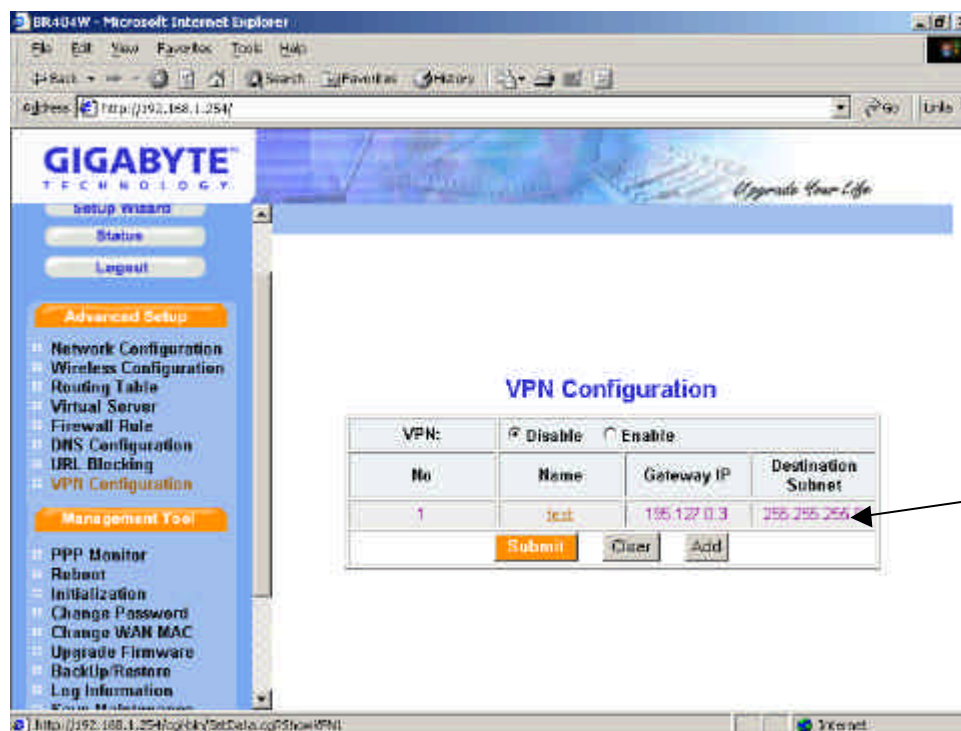 BR404W - Microsoft Internet Explorer
File Edit View Favorites Tools Help
Back Search Favorites History
Address http://192.168.1.254/ Go Links
GIGABYTE
TECHNOLOGY
Upgrade Your Life
Setup Wizard
Status
Logout
Advanced Setup
Network Configuration
Wireless Configuration
Routing Table
Virtual Server
Firewall Rule
DNS Configuration
URL Blocking
VPN Configuration
Management Tool
PPP Monitor
Reboot
Initialization
Change Password
Change WAN MAC
Upgrade Firmware
BackUp/Restore
Log Information
VPN Configuration
VPN: Disable Enable
No Name Gateway IP Destination Subnet
1 test 195.127.0.3 255.255.255
Submit Clear Add
Internet